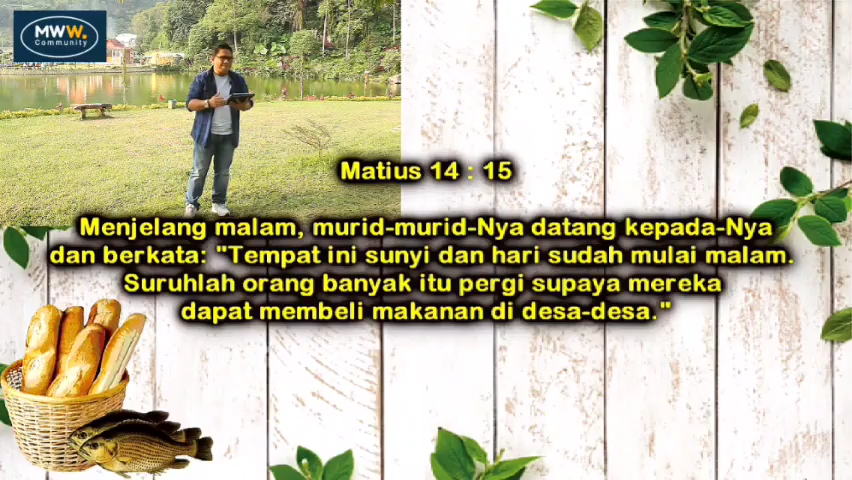 MWW.
Community
Matius 14 : 15
Menjelang malam, murid-murid-Nya datang kepada-Nya
dan berkata: "Tempat ini sunyi dan hari sudah mulai malam.
Suruhlah orang banyak itu pergi supaya mereka
dapat membeli makanan di desa-desa."